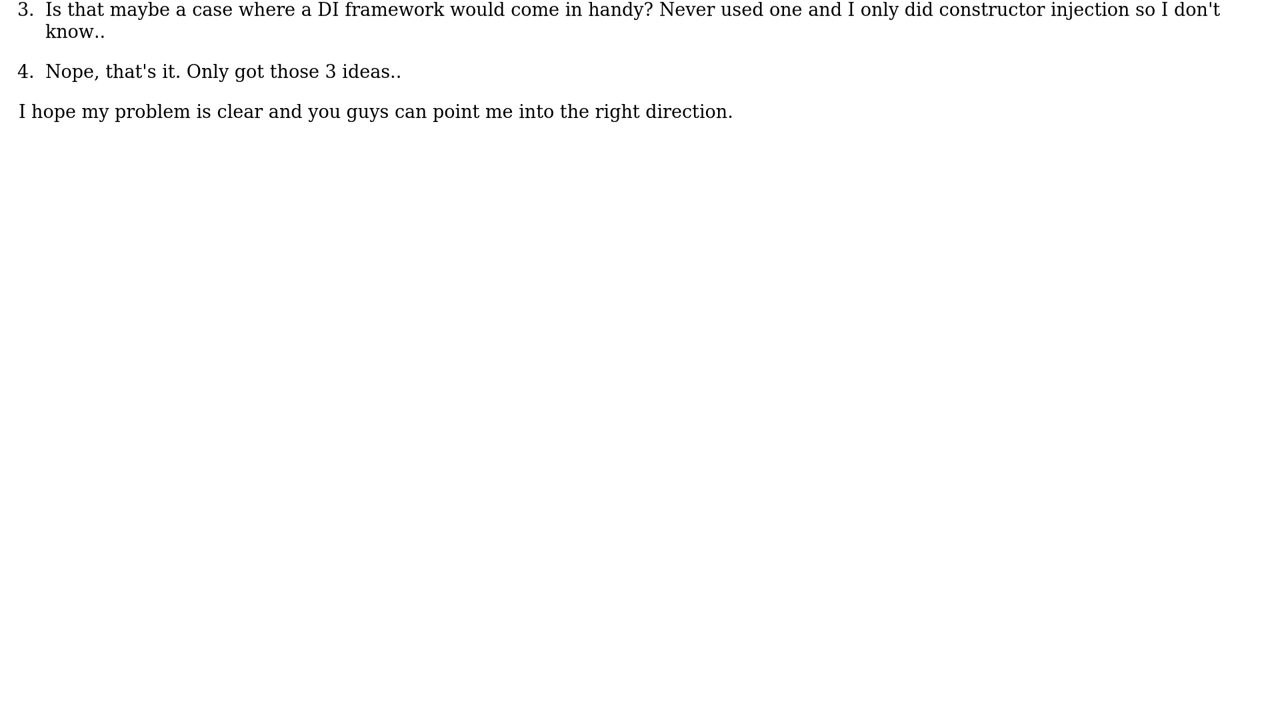 3. Is that maybe a case where a DI framework would come in handy? Never used one and I only did constructor injection so I don't
know..
4. Nope, that's it. Only got those 3 ideas..
I hope my problem is clear and you guys can point me into the right direction.